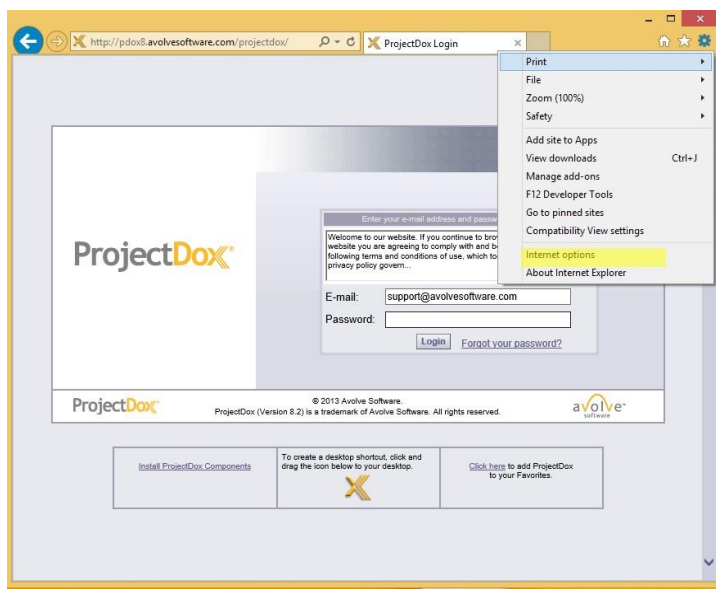 http://pdox8.avolvesoftware.com/projectdox/
ProjectDox Login
Print
File
Zoom (100%)
Safety
Add site to Apps
View downloads Ctrl+J
Manage add-ons
F12 Developer Tools
Go to pinned sites
Compatibility View settings
Internet options
About Internet Explorer
ProjectDox
Enter your e-mail address and passw
Welcome to our website. If you continue to bro
website you are agreeing to comply with and b
following terms and conditions of use, which to
privacy policy govern...
E-mail: support@avolvesoftware.com
Password:
Login Forgot your password?
ProjectDox
© 2013 Avolve Software.
ProjectDox (Version 8.2) is a trademark of Avolve Software. All rights reserved.
avolve
software
Install ProjectDox Components
To create a desktop shortcut, click and
drag the icon below to your desktop.
Click here to add ProjectDox
to your Favorites.